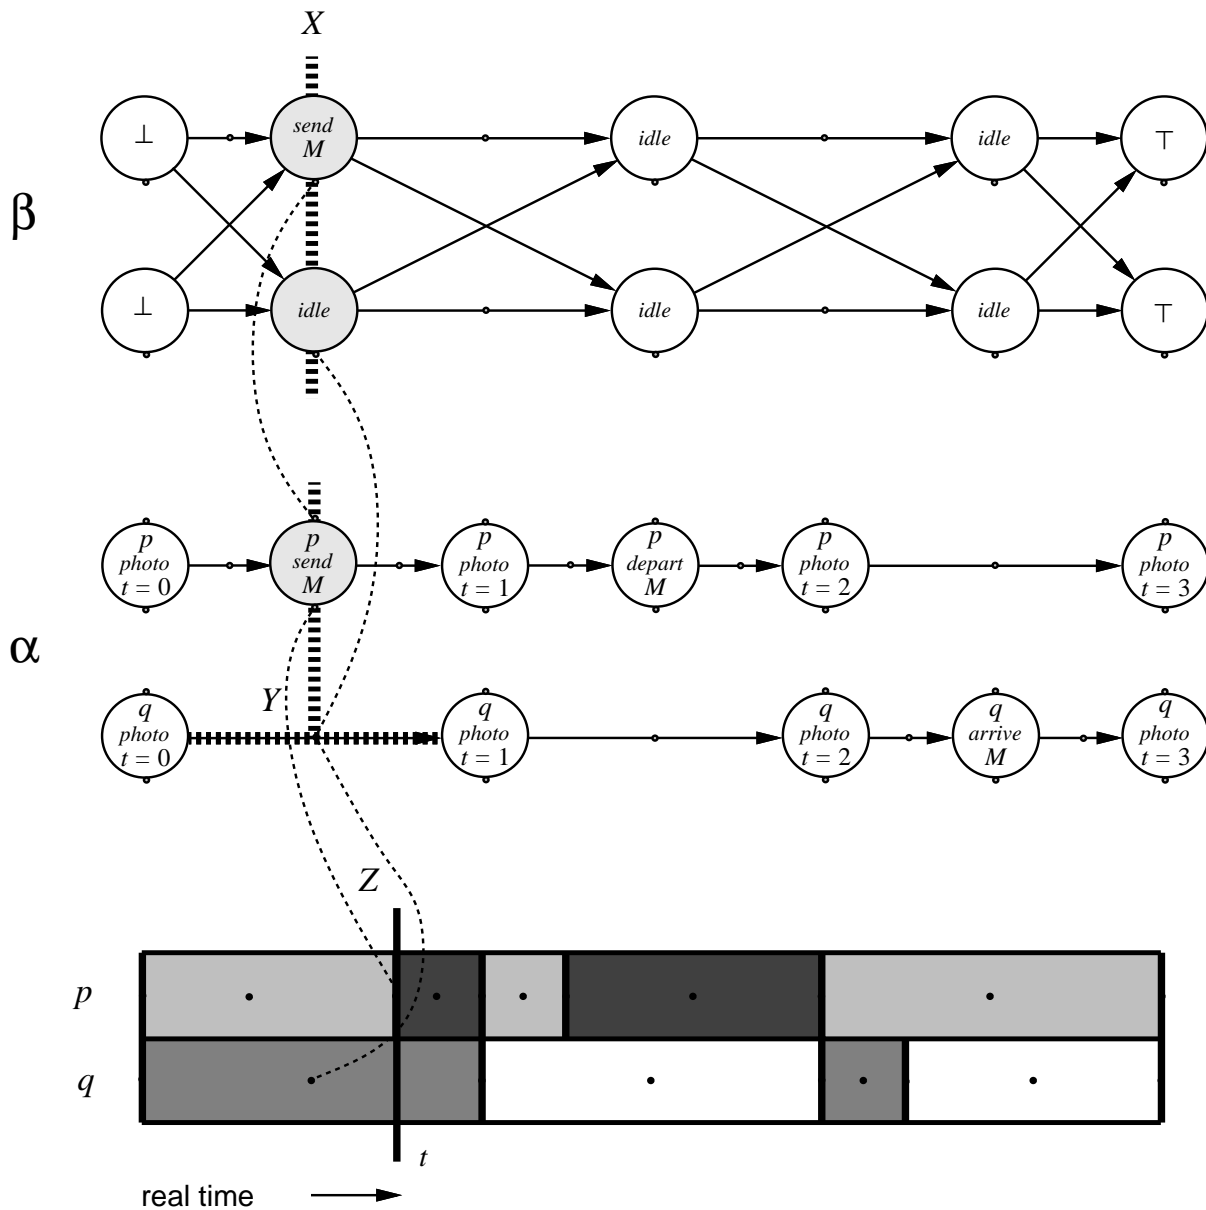 X
⊥
send
M
idle
idle
⊤
β
⊥
idle
idle
idle
⊤
p
photo
t = 0
p
send
M
p
photo
t = 1
p
depart
M
p
photo
t = 2
p
photo
t = 3
α
Y
q
photo
t = 0
q
photo
t = 1
q
photo
t = 2
q
arrive
M
q
photo
t = 3
Z
p
q
t
real time